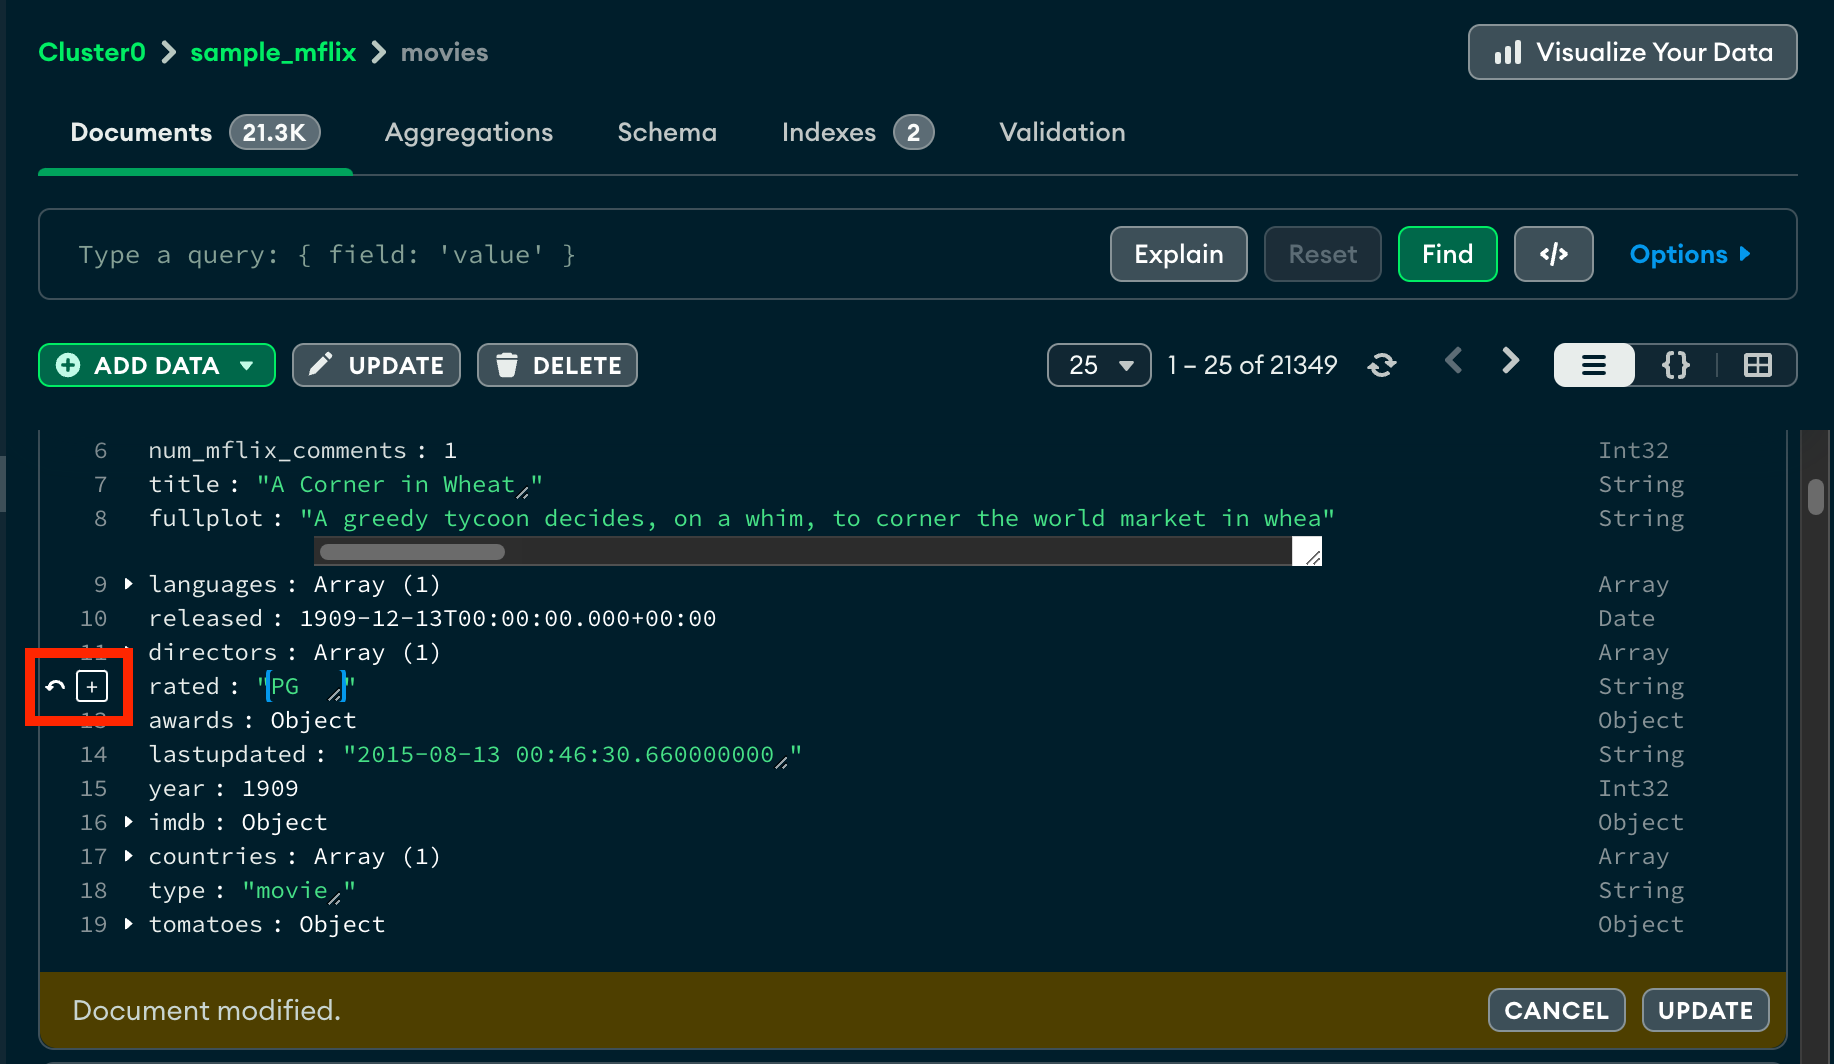 Cluster0 > sample_mflix > movies
Visualize Your Data
Documents 21.3K Aggregations Schema Indexes 2 Validation
Type a query: { field: 'value' } Explain Reset Find </> Options
ADD DATA UPDATE DELETE 25 1 – 25 of 21349 {}
6 num_mflix_comments : 1 Int32
7 title : "A Corner in Wheat" String
8 fullplot : "A greedy tycoon decides, on a whim, to corner the world market in whea" String
9 languages : Array (1) Array
10 released : 1909-12-13T00:00:00.000+00:00 Date
11 directors : Array (1) Array
+ rated : "PG" String
13 awards : Object Object
14 lastupdated : "2015-08-13 00:46:30.660000000" String
15 year : 1909 Int32
16 imdb : Object Object
17 countries : Array (1) Array
18 type : "movie" String
19 tomatoes : Object Object
Document modified. CANCEL UPDATE